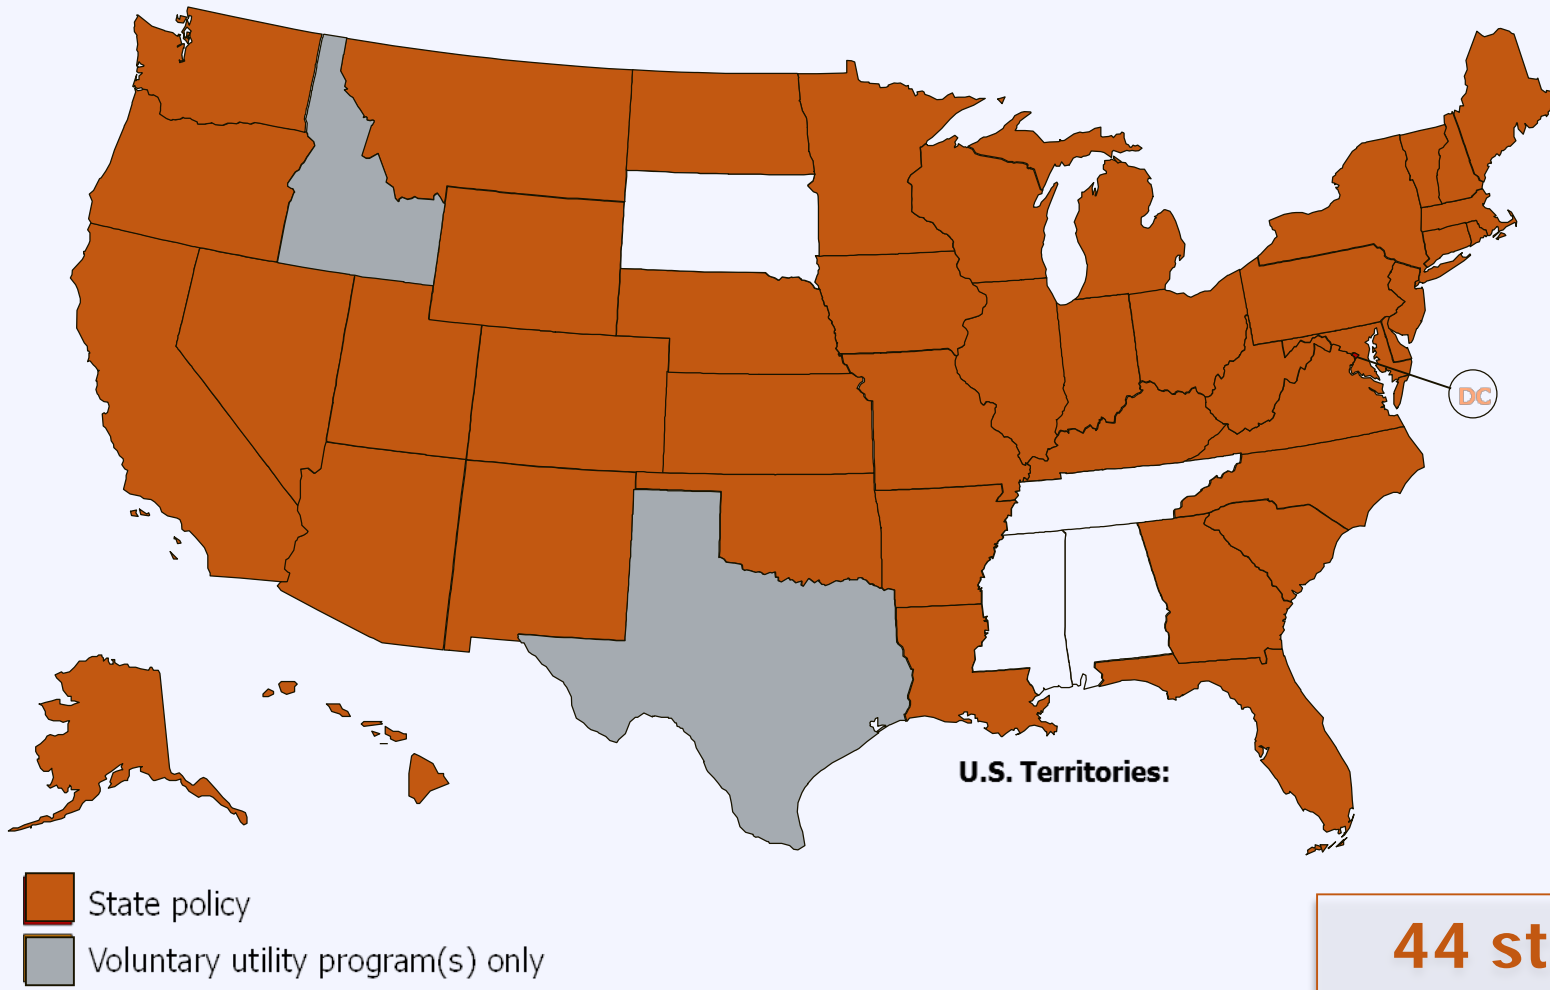 DC
U.S. Territories:
State policy
Voluntary utility program(s) only
44 st